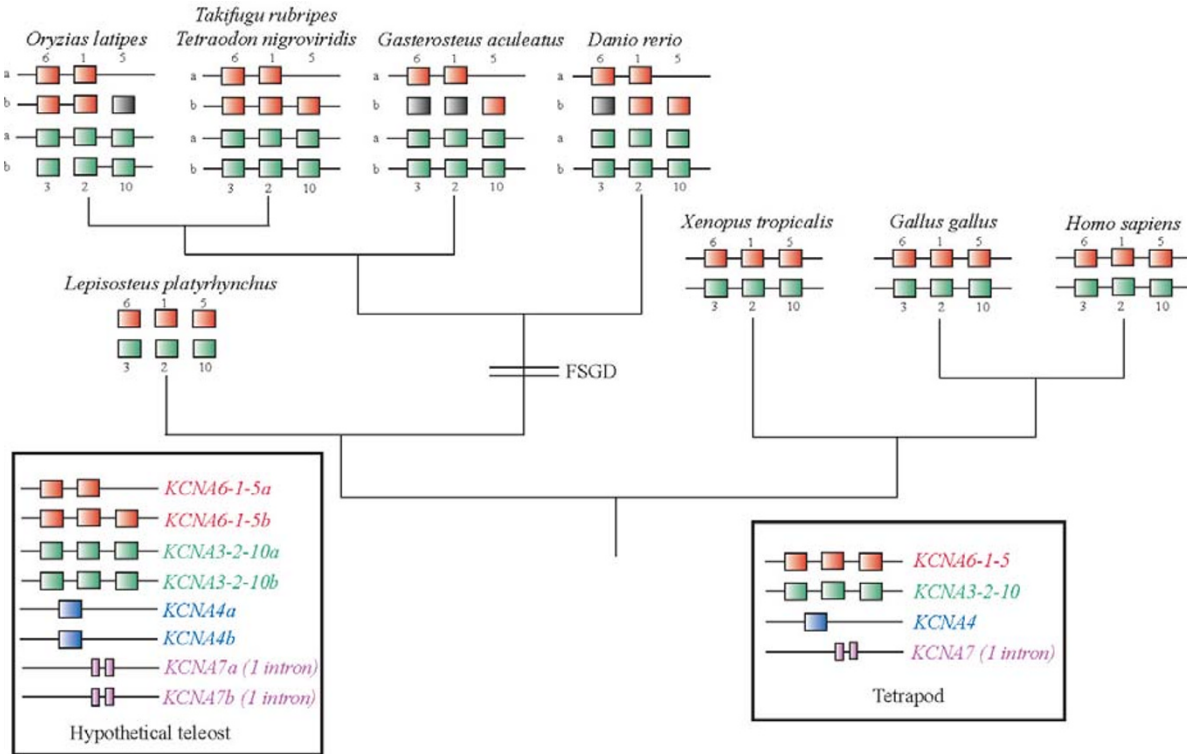 Takifugu rubripes
Oryzias latipes Tetraodon nigroviridis Gasterosteus aculeatus Danio rerio
6 1 5 6 1 5 6 1 5 6 1 5
a a a a
b b b b
a a a a
b b b b
3 2 10 3 2 10 3 2 10 3 2 10
Xenopus tropicalis Gallus gallus Homo sapiens
6 1 5 6 1 5 6 1 5
3 2 10 3 2 10 3 2 10
Lepisosteus platyrhynchus
6 1 5
3 2 10
FSGD
KCNA6-1-5a
KCNA6-1-5b
KCNA3-2-10a
KCNA3-2-10b
KCNA4a
KCNA4b
KCNA7a (1 intron)
KCNA7b (1 intron)
Hypothetical teleost
KCNA6-1-5
KCNA3-2-10
KCNA4
KCNA7 (1 intron)
Tetrapod